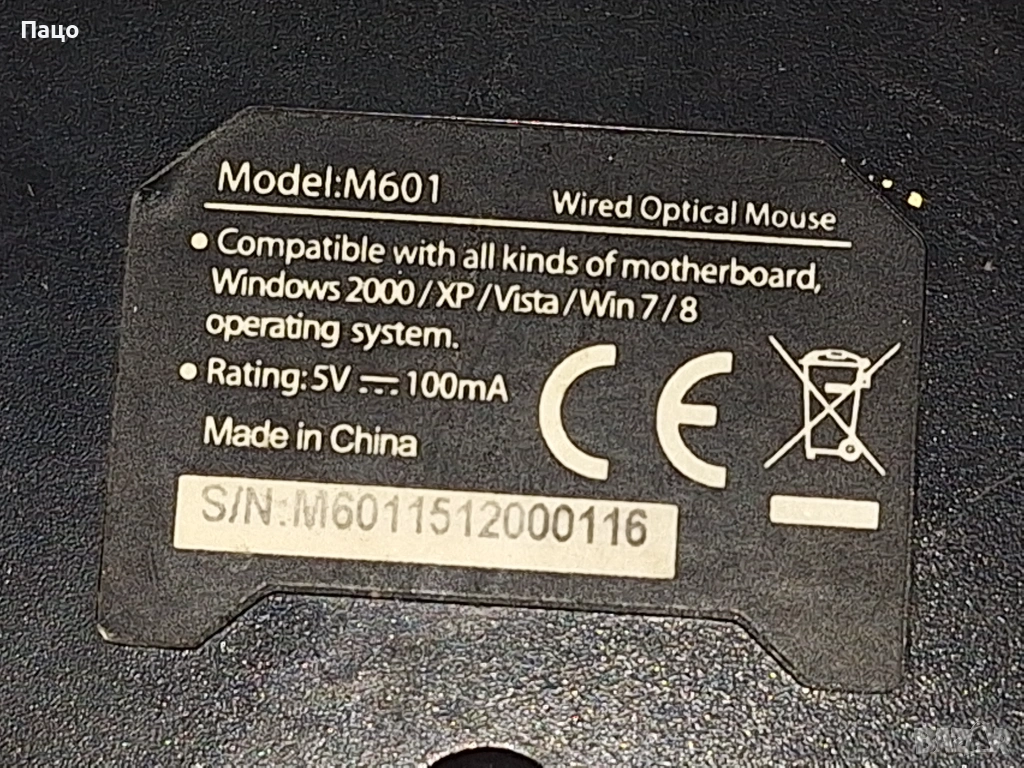 Пацо
Model:M601
Wired Optical Mouse
• Compatible with all kinds of motherboard,
Windows 2000/XP/Vista/Win 7/8
operating system.
• Rating: 5V ⎓ 100mA
Made in China
CE
S/N:M6011512000116